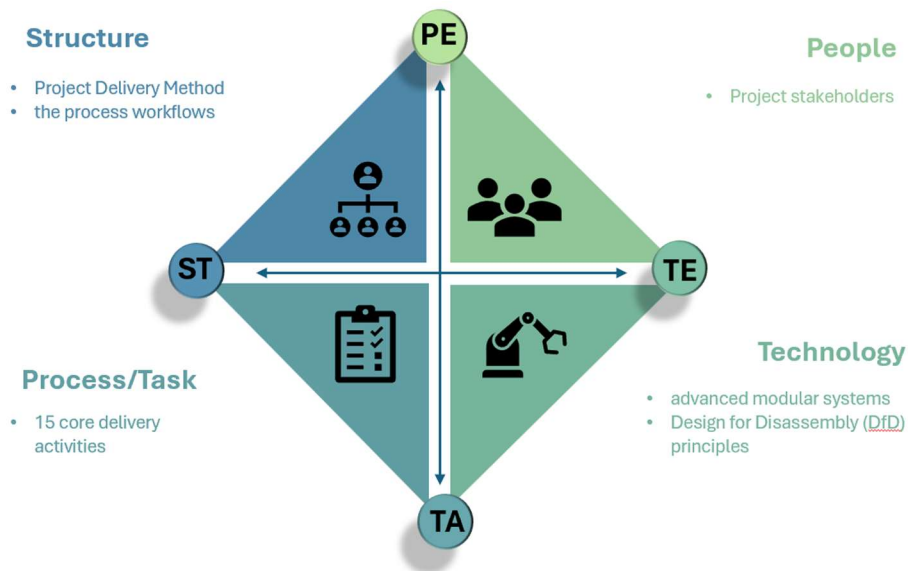 Structure
• Project Delivery Method
• the process workflows
PE
People
• Project stakeholders
ST
TE
Process/Task
• 15 core delivery
activities
Technology
• advanced modular systems
• Design for Disassembly (DfD)
principles
TA